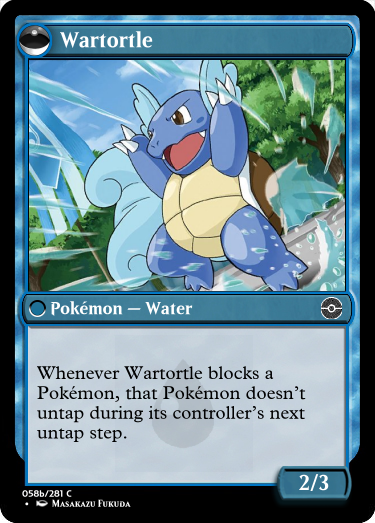 Wartortle
Pokémon — Water
Whenever Wartortle blocks a
Pokémon, that Pokémon doesn't
untap during its controller's next
untap step.
2/3
058b/281 C
• Masakazu Fukuda